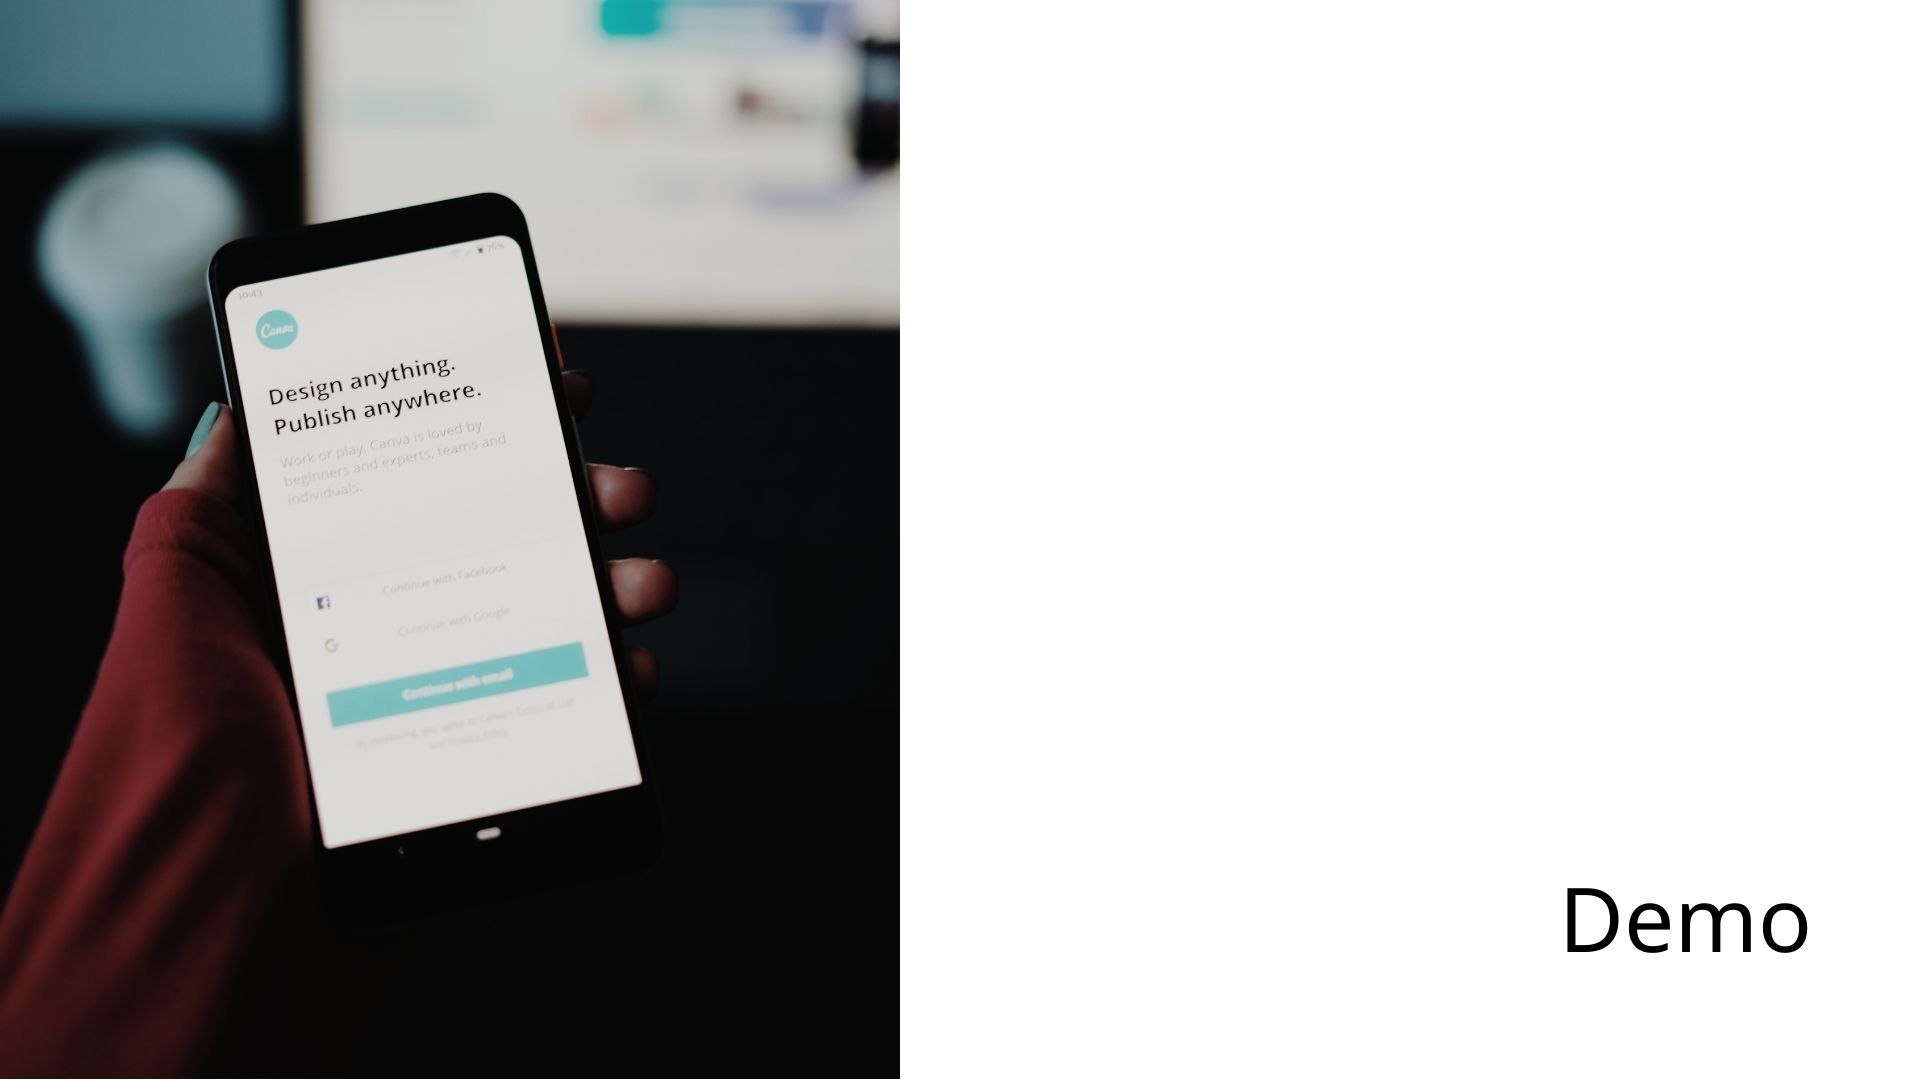 10:43
Canva
Design anything.
Publish anywhere.
Work or play, Canva is loved by
beginners and experts, teams and
individuals.
Continue with Facebook
Continue with Google
Continue with email
By continuing, you agree to Canva's Terms of Use
and Privacy Policy
Demo